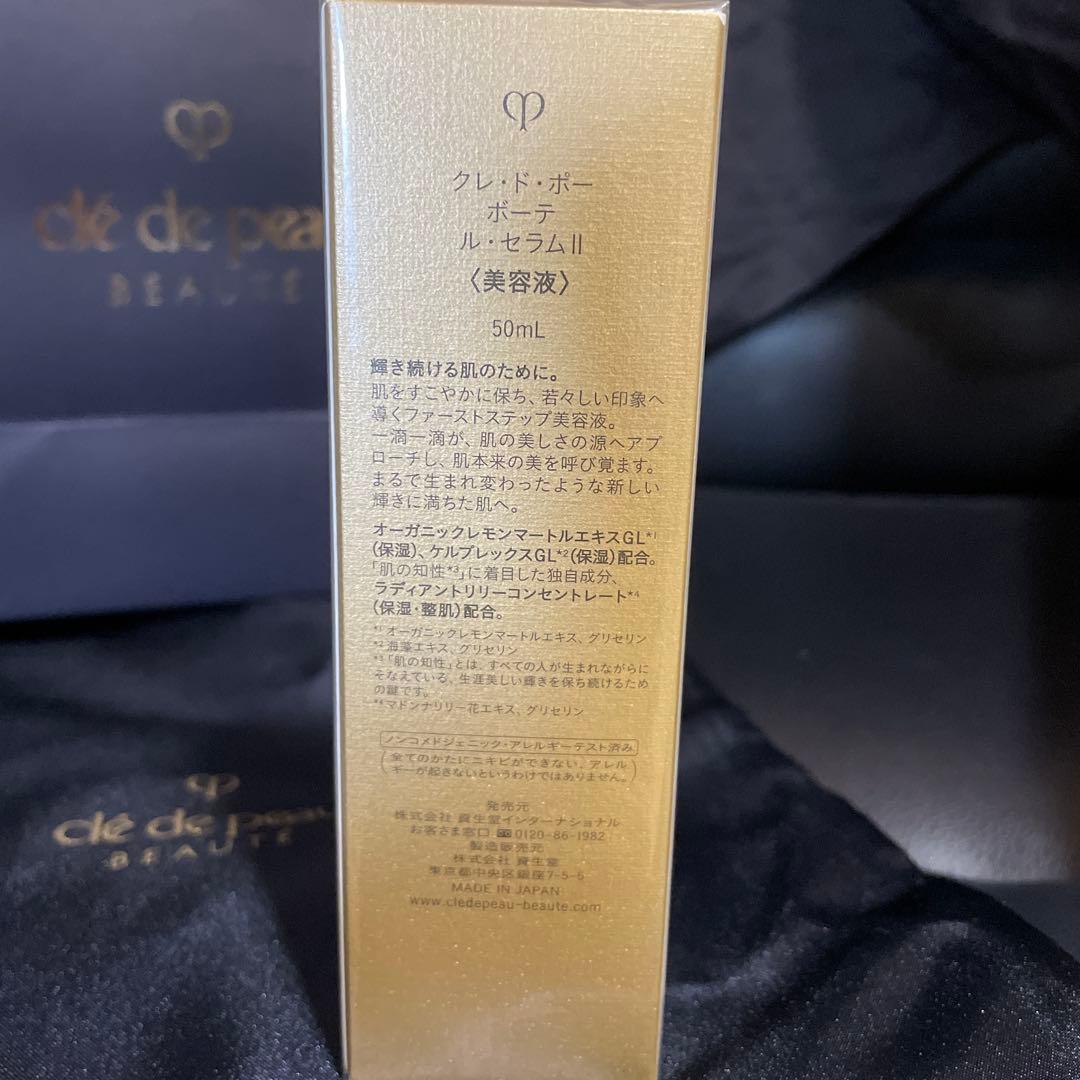 clé de peau
BEAUTÉ
クレ・ド・ポー
ボーテ
ル・セラムII
〈美容液〉
50mL
輝き続ける肌のために。
肌をすこやかに保ち、若々しい印象へ
導くファーストステップ美容液。
一滴一滴が、肌の美しさの源へアプ
ローチし、肌本来の美を呼び覚ます。
まるで生まれ変わったような新しい
輝きに満ちた肌へ。
オーガニックレモンマートルエキスGL*1
(保湿)、ケルプレックスGL*2(保湿)配合。
「肌の知性*3」に着目した独自成分、
ラディアントリリーコンセントレート*4
(保湿・整肌)配合。
*1 オーガニックレモンマートルエキス、グリセリン
*2 海藻エキス、グリセリン
*3「肌の知性」とは、すべての人が生まれながらに
そなえている、生涯美しい輝きを保ち続けるため
の鍵です。
*4 マドンナリリー花エキス、グリセリン
ノンコメドジェニック・アレルギーテスト済み
(全てのかたにニキビができない、アレル
ギーが起きないというわけではありません。)
発売元
株式会社 資生堂インターナショナル
お客さま窓口 ☎0120-86-1982
製造販売元
株式会社 資生堂
東京都中央区銀座7-5-5
MADE IN JAPAN
www.cledepeau-beaute.com
clé de peau
BEAUTÉ